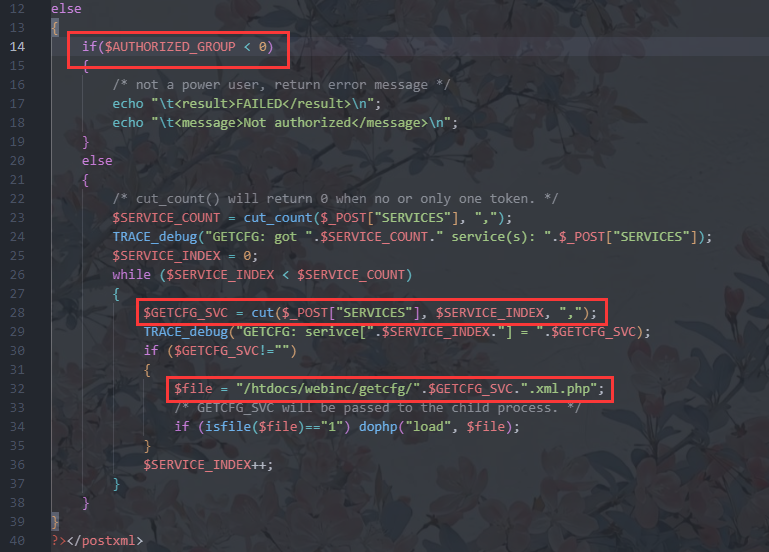 12 else
13 {
14 if($AUTHORIZED_GROUP < 0)
15 {
16 /* not a power user, return error message */
17 echo "\t<result>FAILED</result>\n";
18 echo "\t<message>Not authorized</message>\n";
19 }
20 else
21 {
22 /* cut_count() will return 0 when no or only one token. */
23 $SERVICE_COUNT = cut_count($_POST["SERVICES"], ",");
24 TRACE_debug("GETCFG: got ".$SERVICE_COUNT." service(s): ".$_POST["SERVICES"]);
25 $SERVICE_INDEX = 0;
26 while ($SERVICE_INDEX < $SERVICE_COUNT)
27 {
28 $GETCFG_SVC = cut($_POST["SERVICES"], $SERVICE_INDEX, ",");
29 TRACE_debug("GETCFG: serivce[".$SERVICE_INDEX."] = ".$GETCFG_SVC);
30 if ($GETCFG_SVC!="")
31 {
32 $file = "/htdocs/webinc/getcfg/".$GETCFG_SVC.".xml.php";
33 /* GETCFG_SVC will be passed to the child process. */
34 if (isfile($file)=="1") dophp("load", $file);
35 }
36 $SERVICE_INDEX++;
37 }
38 }
39 }
40 ?></postxml>